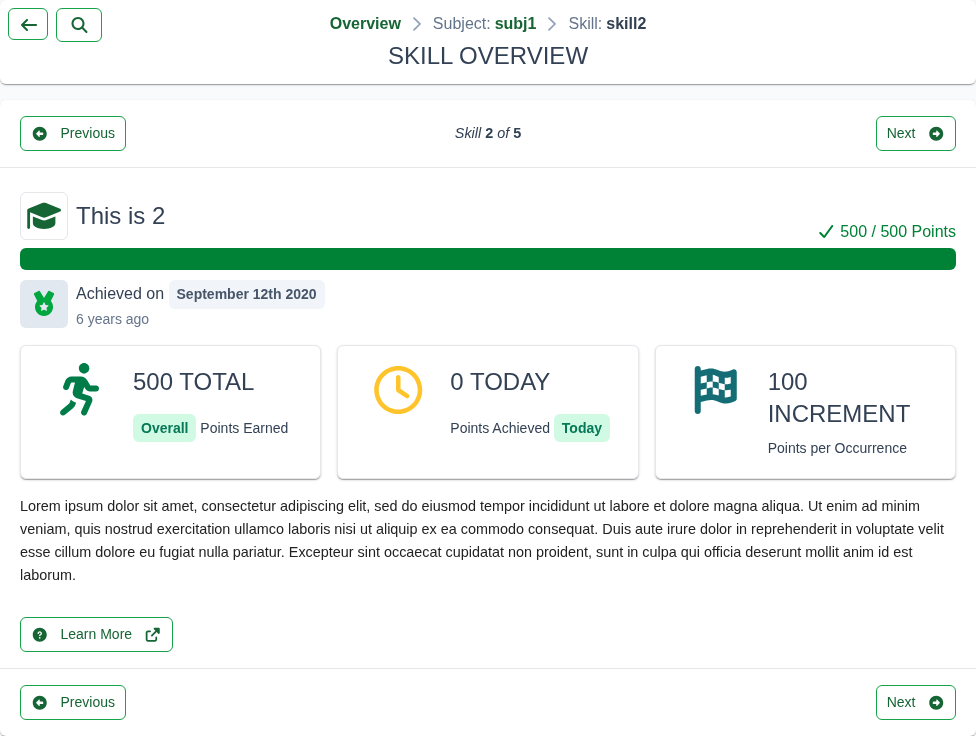 Overview Subject: subj1 Skill: skill2
SKILL OVERVIEW
Previous Skill 2 of 5 Next
This is 2
500 / 500 Points
Achieved on September 12th 2020
6 years ago
500 TOTAL
Overall Points Earned
0 TODAY
Points Achieved Today
100
INCREMENT
Points per Occurrence
Lorem ipsum dolor sit amet, consectetur adipiscing elit, sed do eiusmod tempor incididunt ut labore et dolore magna aliqua. Ut enim ad minim
veniam, quis nostrud exercitation ullamco laboris nisi ut aliquip ex ea commodo consequat. Duis aute irure dolor in reprehenderit in voluptate velit
esse cillum dolore eu fugiat nulla pariatur. Excepteur sint occaecat cupidatat non proident, sunt in culpa qui officia deserunt mollit anim id est
laborum.
Learn More
Previous Next